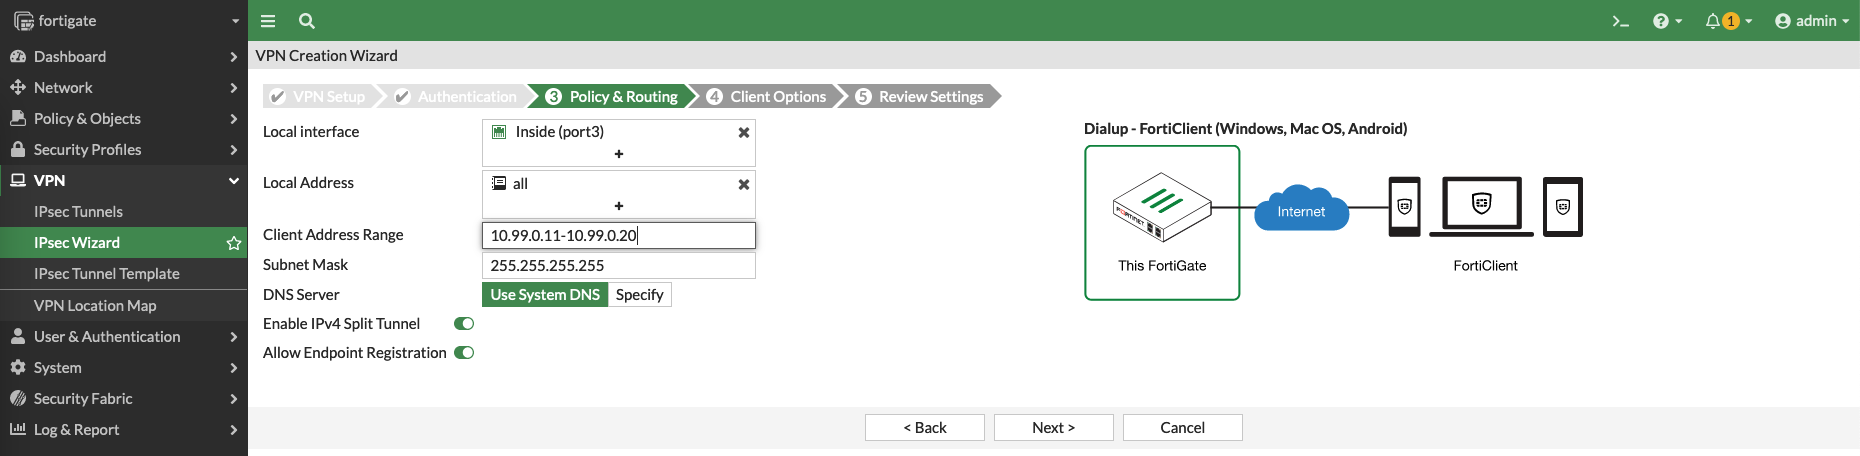 fortigate
Dashboard
Network
Policy & Objects
Security Profiles
VPN
IPsec Tunnels
IPsec Wizard
IPsec Tunnel Template
VPN Location Map
User & Authentication
System
Security Fabric
Log & Report
1 admin
VPN Creation Wizard
VPN Setup Authentication 3 Policy & Routing 4 Client Options 5 Review Settings
Local interface Inside (port3)
Local Address all
Client Address Range 10.99.0.11-10.99.0.20
Subnet Mask 255.255.255.255
DNS Server Use System DNS Specify
Enable IPv4 Split Tunnel
Allow Endpoint Registration
Dialup - FortiClient (Windows, Mac OS, Android)
FORTINET
Internet
This FortiGate FortiClient
< Back Next > Cancel